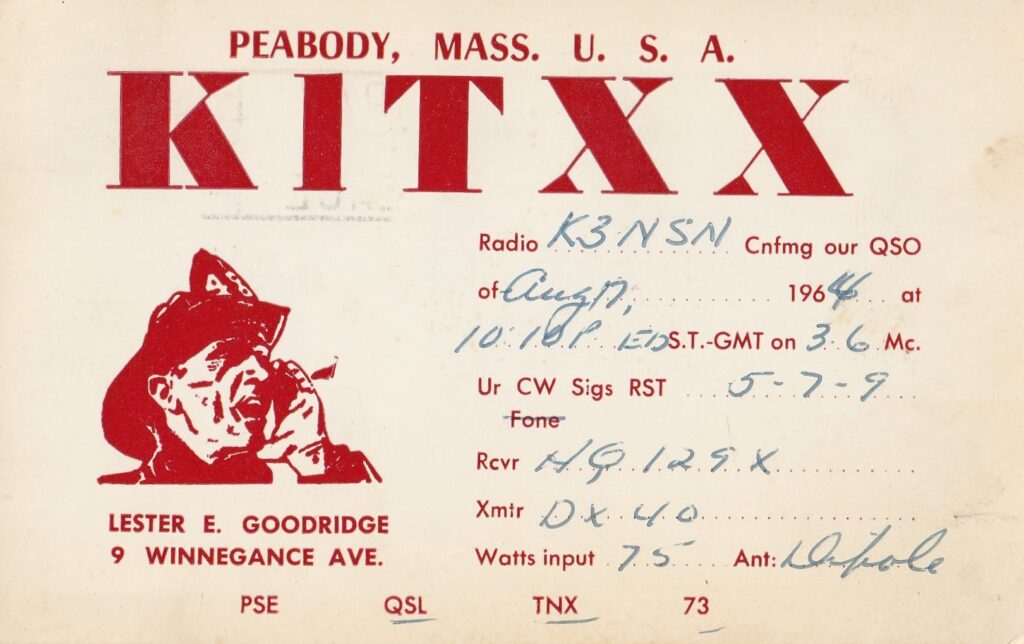 PEABODY, MASS. U. S. A.
K1TXX
Radio K3NSN Cnfmg our QSO
of Aug 17, 1964 at
10:10P EDS.T.-GMT on 3.6 Mc.
Ur CW Sigs RST 5-7-9
Fone
Rcvr HQ 129X
Xmtr DX 40
Watts input 75 Ant: Dipole
LESTER E. GOODRIDGE
9 WINNEGANCE AVE.
PSE QSL TNX 73